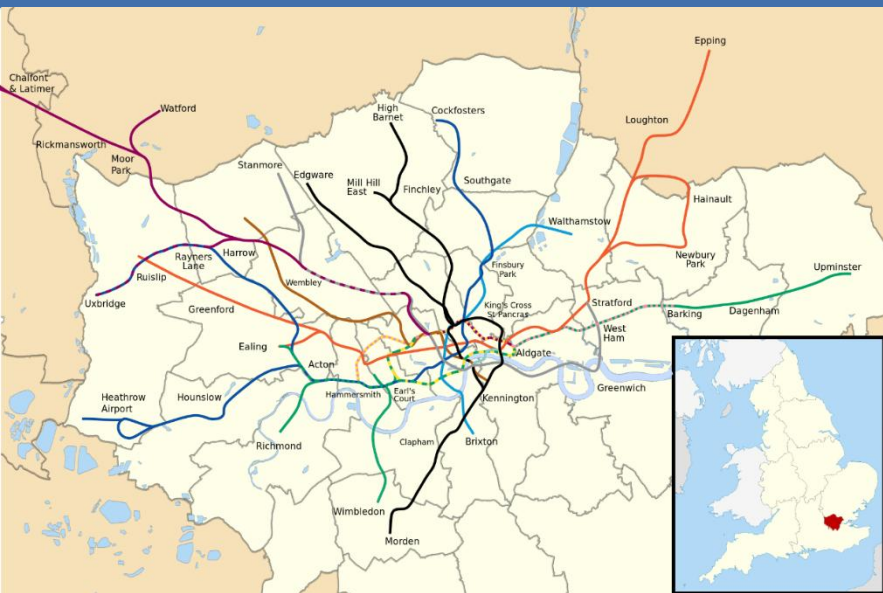 Epping
Chalfont
& Latimer
Watford
High
Barnet
Cockfosters
Loughton
Rickmansworth
Moor
Park
Stanmore
Edgware
Mill Hill
East
Finchley
Southgate
Hainault
Walthamstow
Rayners
Lane
Harrow
Finsbury
Park
Newbury
Park
Upminster
Ruislip
Wembley
Uxbridge
Greenford
King's Cross
St Pancras
Stratford
Barking
Dagenham
West
Ham
Ealing
Acton
Aldgate
Heathrow
Airport
Hounslow
Hammersmith
Earl's
Court
Kennington
Greenwich
Richmond
Clapham
Brixton
Wimbledon
Morden